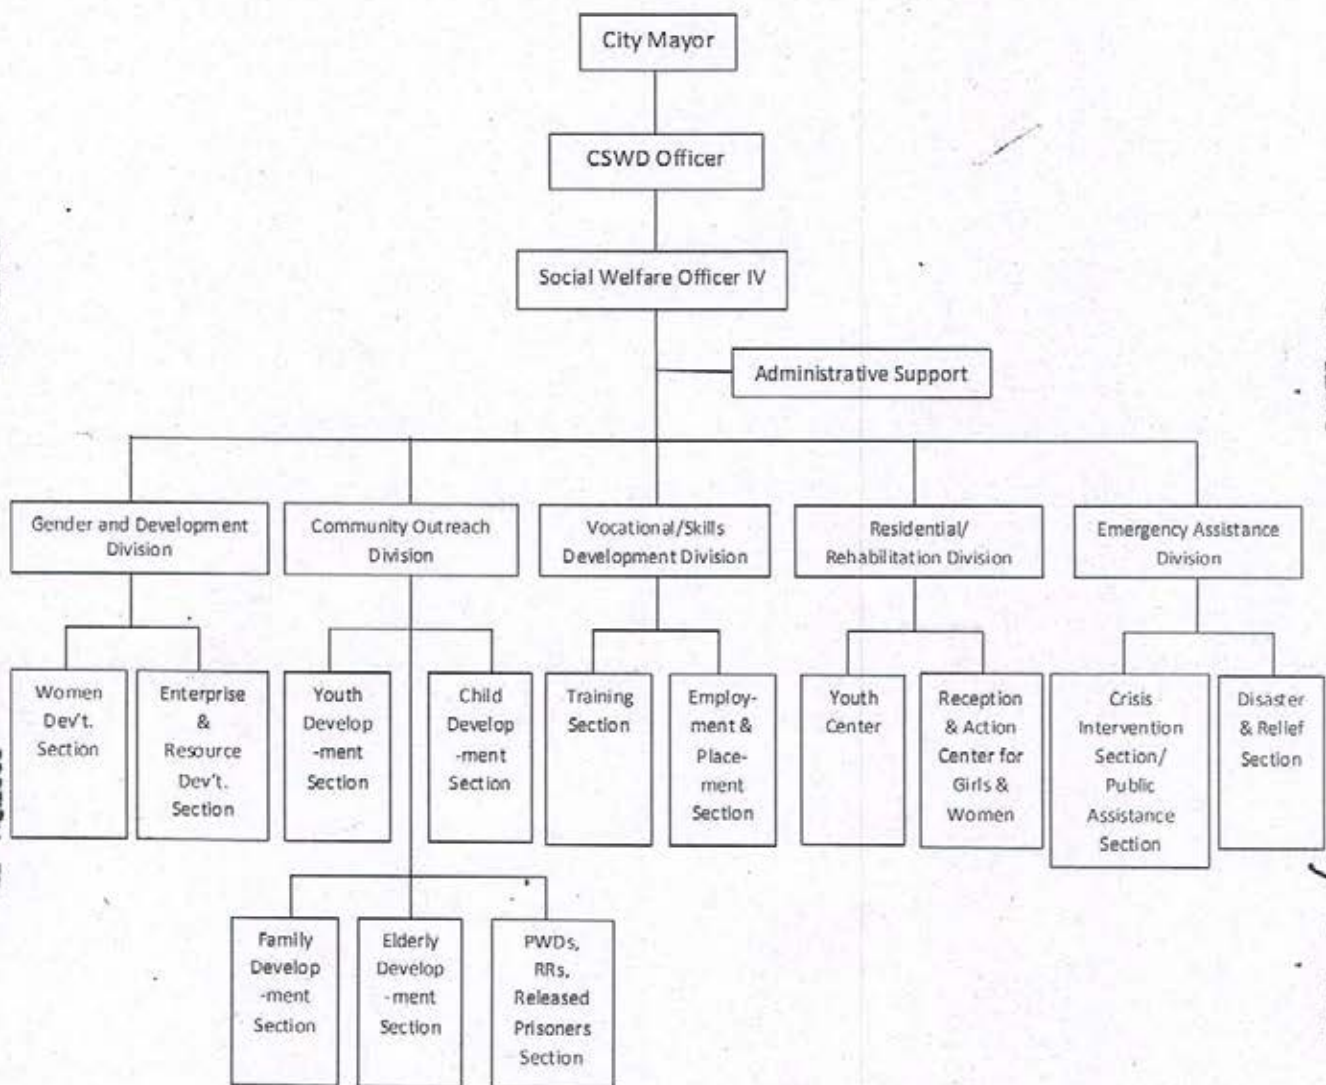 City Mayor
CSWD Officer
Social Welfare Officer IV
Administrative Support
Gender and Development
Division
Community Outreach
Division
Vocational/Skills
Development Division
Residential/
Rehabilitation Division
Emergency Assistance
Division
Women
Dev't.
Section
Enterprise
&
Resource
Dev't.
Section
Youth
Develop
-ment
Section
Child
Develop
-ment
Section
Training
Section
Employ-
ment &
Place-
ment
Section
Youth
Center
Reception
& Action
Center for
Girls &
Women
Crisis
Intervention
Section/
Public
Assistance
Section
Disaster
& Relief
Section
Family
Develop
-ment
Section
Elderly
Develop
-ment
Section
PWDs,
RRs,
Released
Prisoners
Section